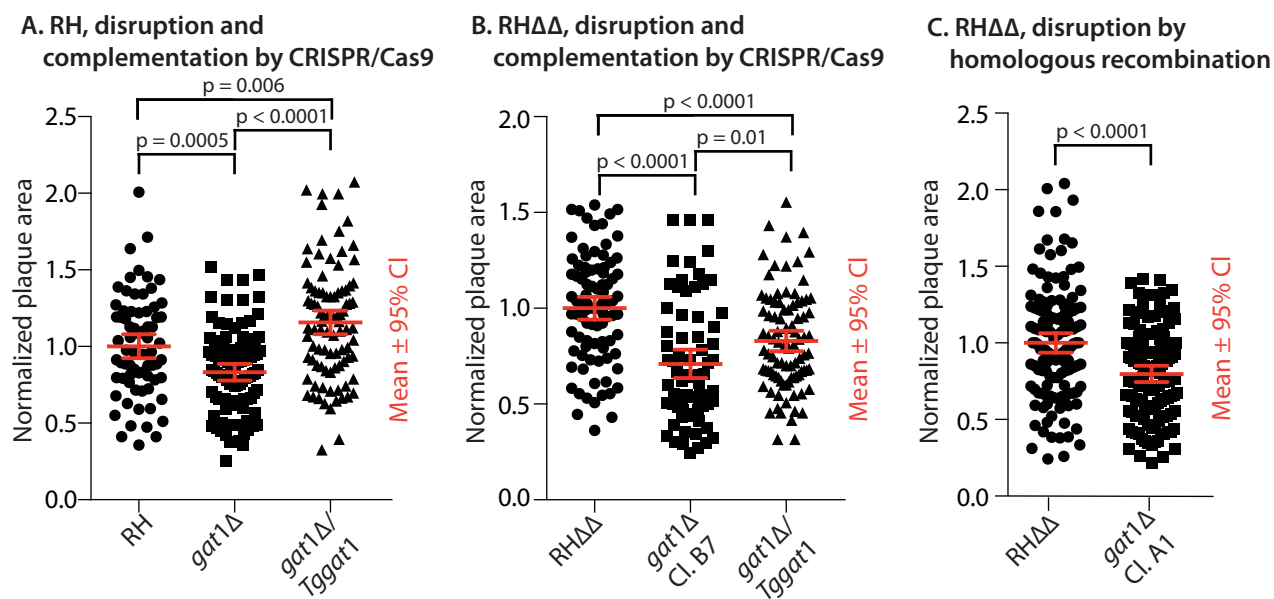 A. RH, disruption and
complementation by CRISPR/Cas9
p = 0.006
p < 0.0001
p = 0.0005
2.5
2.0
1.5
1.0
0.5
0.0
Normalized plaque area
Mean ± 95% CI
RH
gat1Δ
gat1Δ/
Tggat1
B. RHΔΔ, disruption and
complementation by CRISPR/Cas9
p < 0.0001
p = 0.01
p < 0.0001
2.0
1.5
1.0
0.5
0.0
Normalized plaque area
Mean ± 95% CI
RHΔΔ
gat1Δ
Cl. B7
gat1Δ/
Tggat1
C. RHΔΔ, disruption by
homologous recombination
p < 0.0001
2.5
2.0
1.5
1.0
0.5
0.0
Normalized plaque area
Mean ± 95% CI
RHΔΔ
gat1Δ
Cl. A1